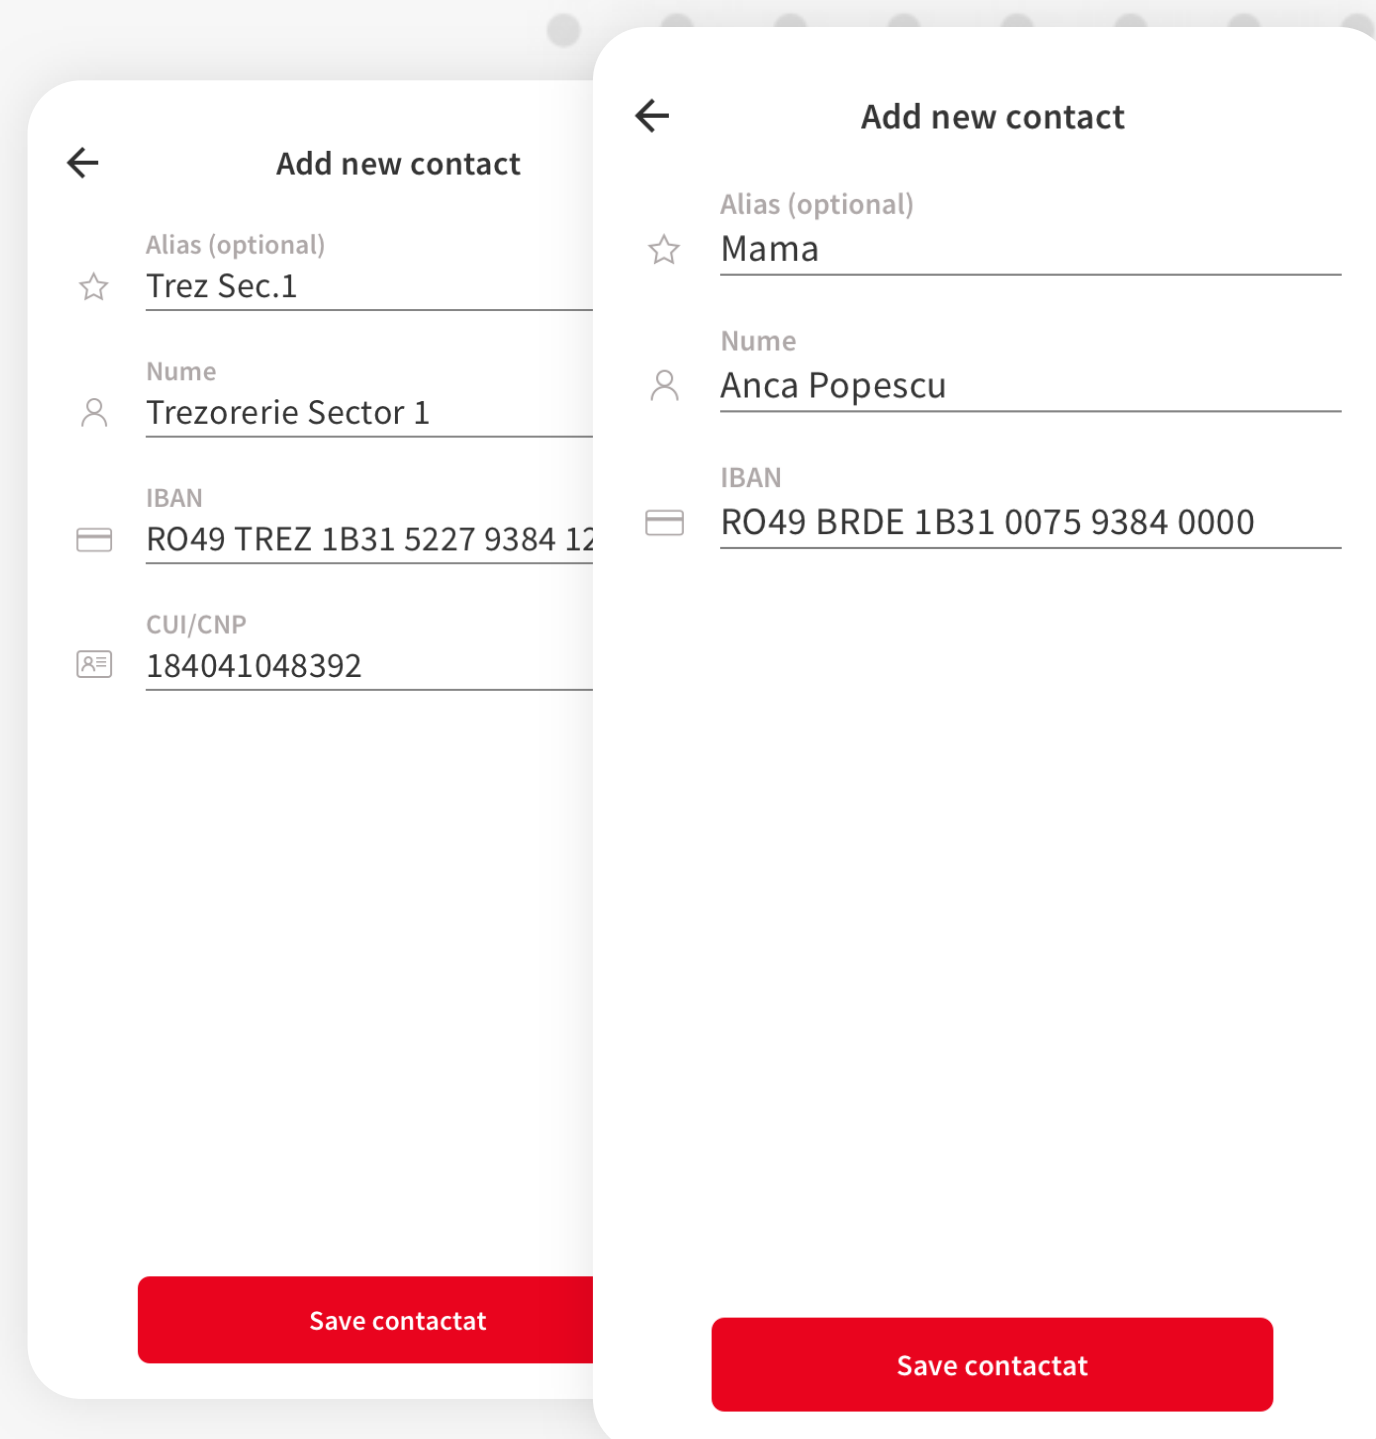 Add new contact
Alias (optional)
Trez Sec.1
Nume
Trezorerie Sector 1
IBAN
RO49 TREZ 1B31 5227 9384 12
CUI/CNP
184041048392
Save contactat
Add new contact
Alias (optional)
Mama
Nume
Anca Popescu
IBAN
RO49 BRDE 1B31 0075 9384 0000
Save contactat